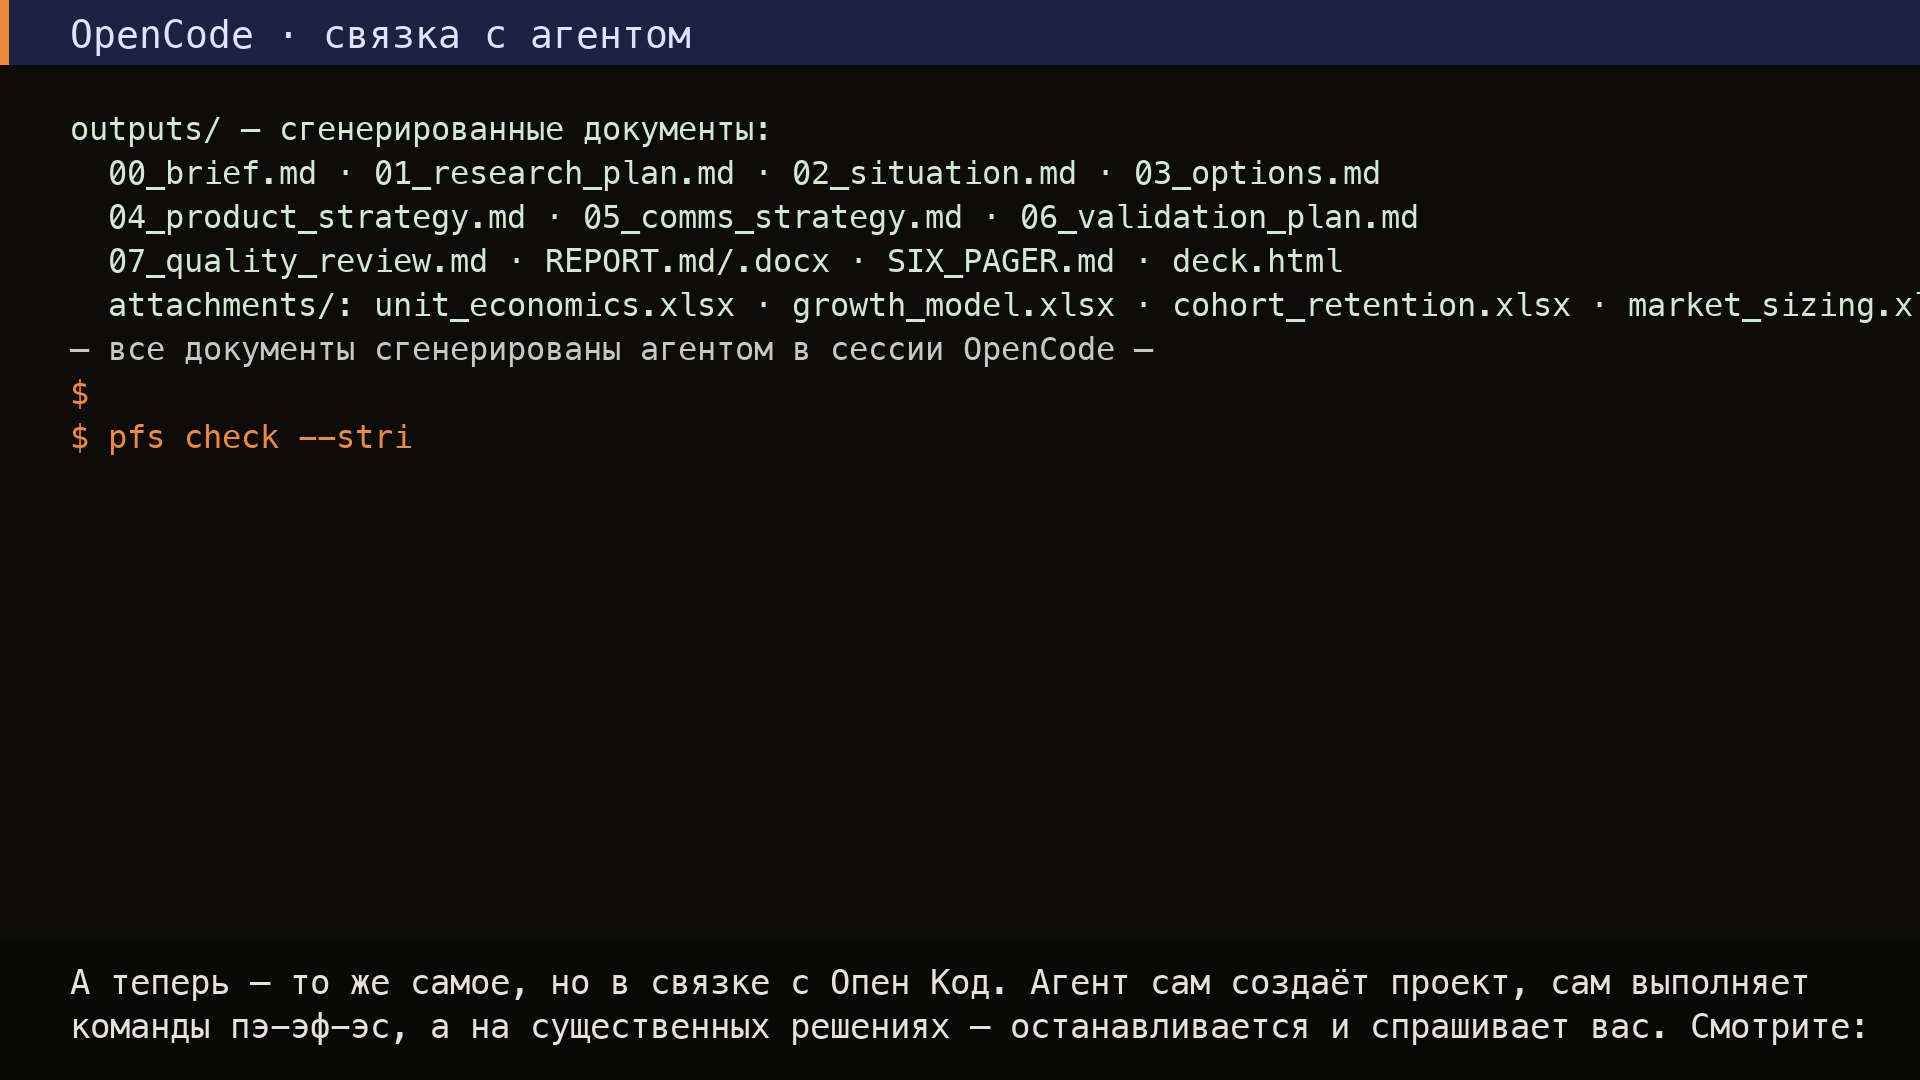 OpenCode · связка с агентом
outputs/ — сгенерированные документы:
00_brief.md · 01_research_plan.md · 02_situation.md · 03_options.md
04_product_strategy.md · 05_comms_strategy.md · 06_validation_plan.md
07_quality_review.md · REPORT.md/.docx · SIX_PAGER.md · deck.html
attachments/: unit_economics.xlsx · growth_model.xlsx · cohort_retention.xlsx · market_sizing.xl
— все документы сгенерированы агентом в сессии OpenCode —
$
$ pfs check --stri
А теперь — то же самое, но в связке с Опен Код. Агент сам создаёт проект, сам выполняет
команды пэ-эф-эс, а на существенных решениях — останавливается и спрашивает вас. Смотрите: